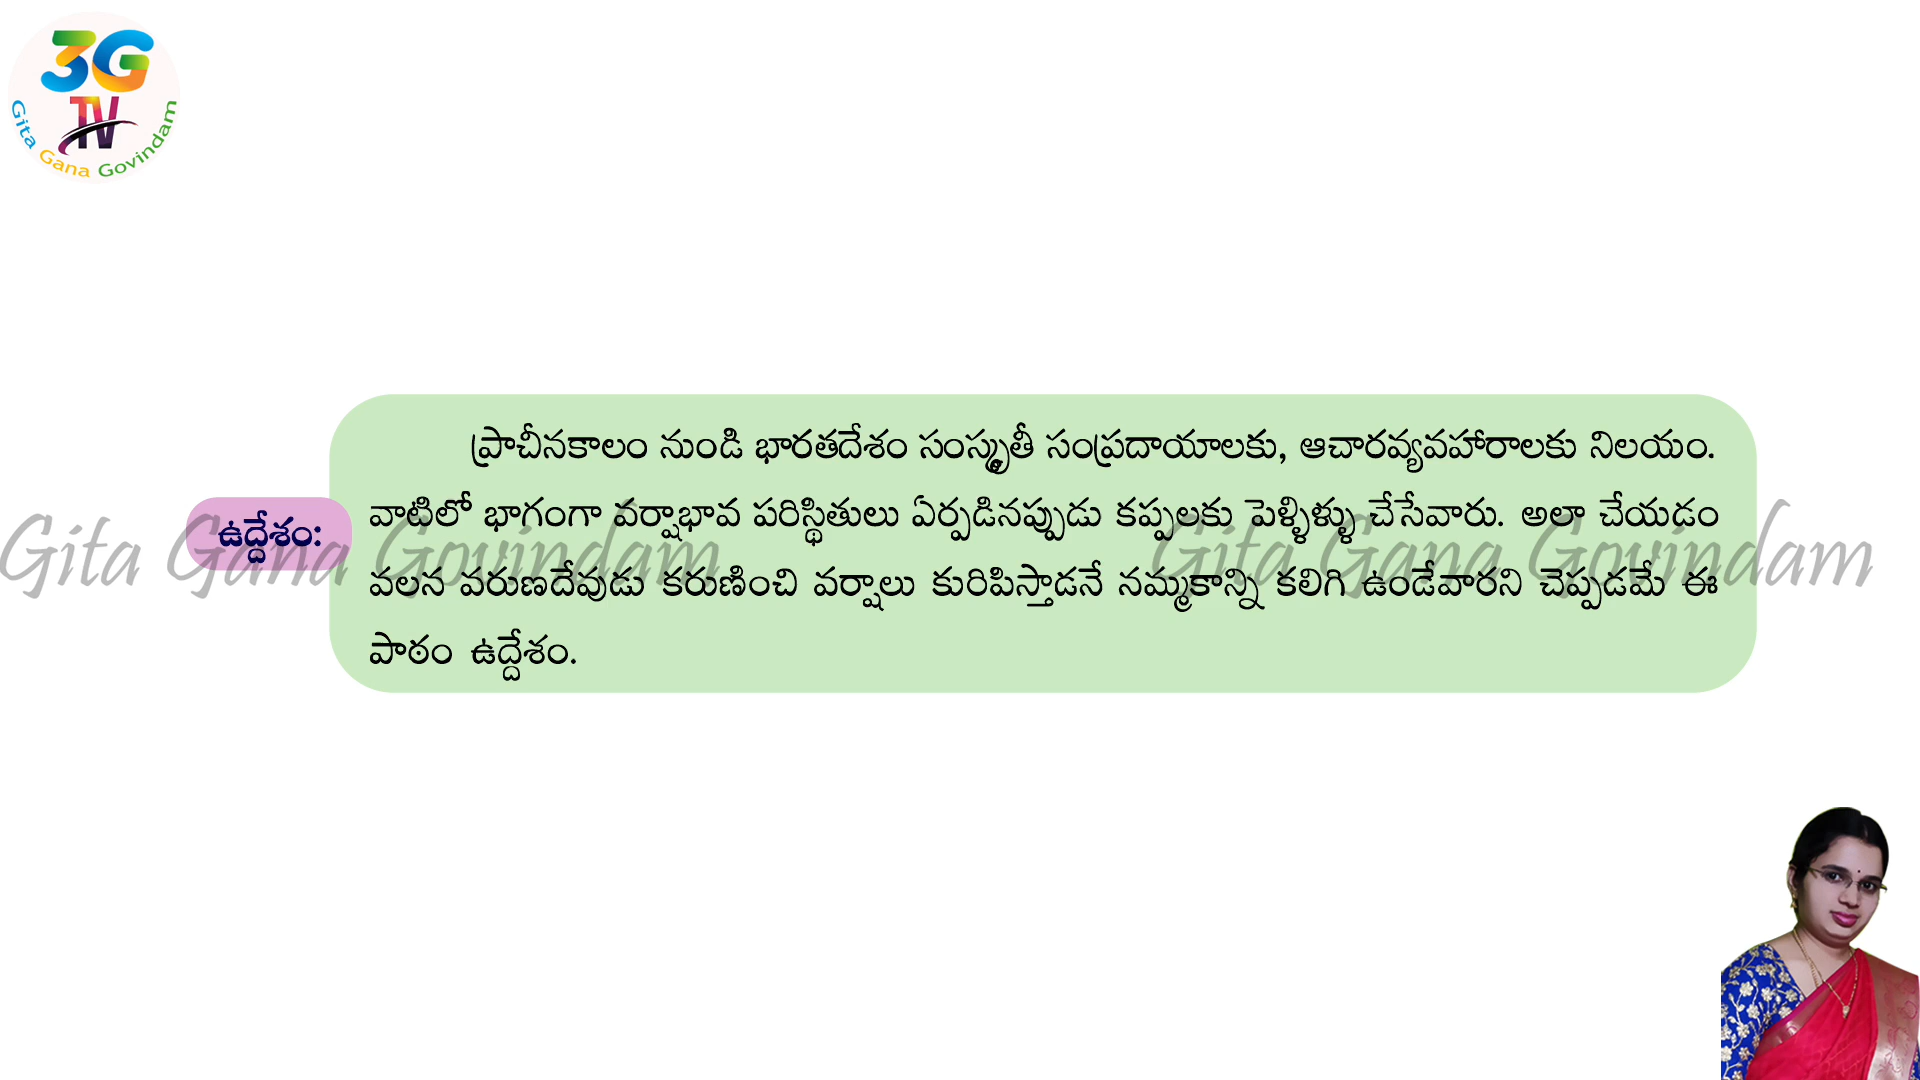 3G
TV
Gita Gana Govindam
ప్రాచీనకాలం నుండి భారతదేశం సంస్కృతీ సంప్రదాయాలకు, ఆచారవ్యవహారాలకు నిలయం.
వాటిలో భాగంగా వర్షాభావ పరిస్థితులు ఏర్పడినప్పుడు కప్పలకు పెళ్ళిళ్ళు చేసేవారు. అలా చేయడం
ఉద్దేశం:
వలన వరుణదేవుడు కరుణించి వర్షాలు కురిపిస్తాడనే నమ్మకాన్ని కలిగి ఉండేవారని చెప్పడమే ఈ
పాఠం ఉద్దేశం.
Gita Gana Govindam
Gita Gana Govindam